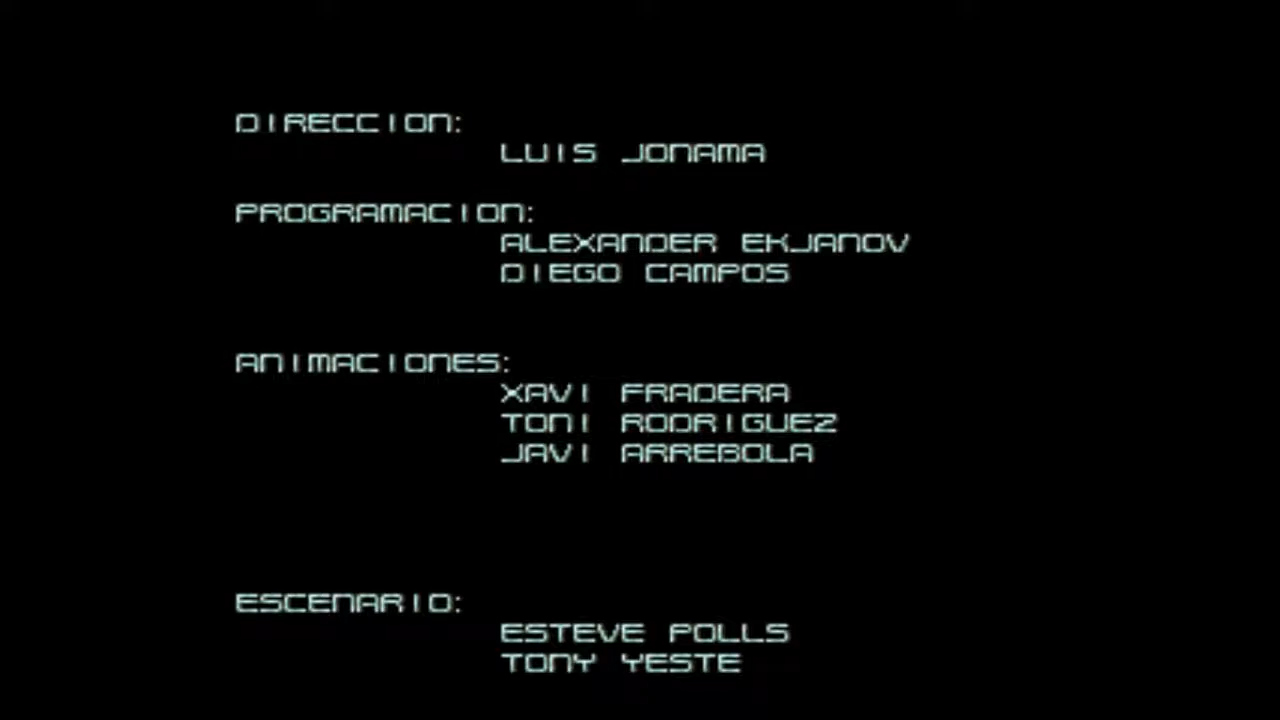 DIRECCION:
LUIS JONAMA
PROGRAMACION:
ALEXANDER EKJANOV
DIEGO CAMPOS
ANIMACIONES:
XAVI FRADERA
TONI RODRIGUEZ
JAVI ARREBOLA
ESCENARIO:
ESTEVE POLLS
TONY YESTE